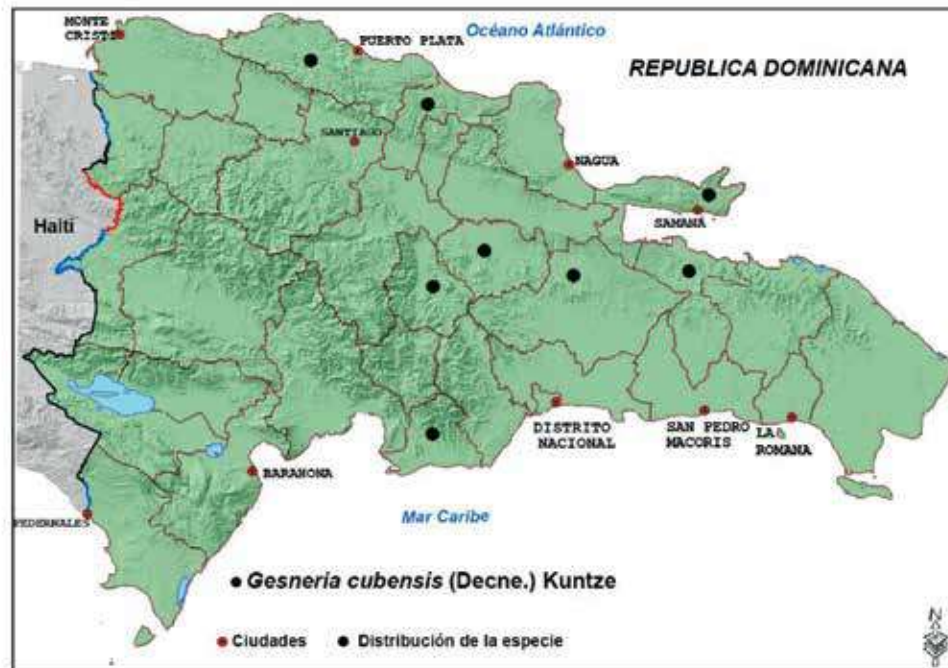 MONTE
CRISTI
PUERTO PLATA
Océano Atlántico
REPUBLICA DOMINICANA
SANTIAGO
NAGUA
Haití
SAMANA
DISTRITO
NACIONAL
SAN PEDRO
MACORIS
LA
ROMANA
BARAHONA
PEDERNALES
Mar Caribe
Gesneria cubensis (Decne.) Kuntze
Ciudades
Distribución de la especie
N